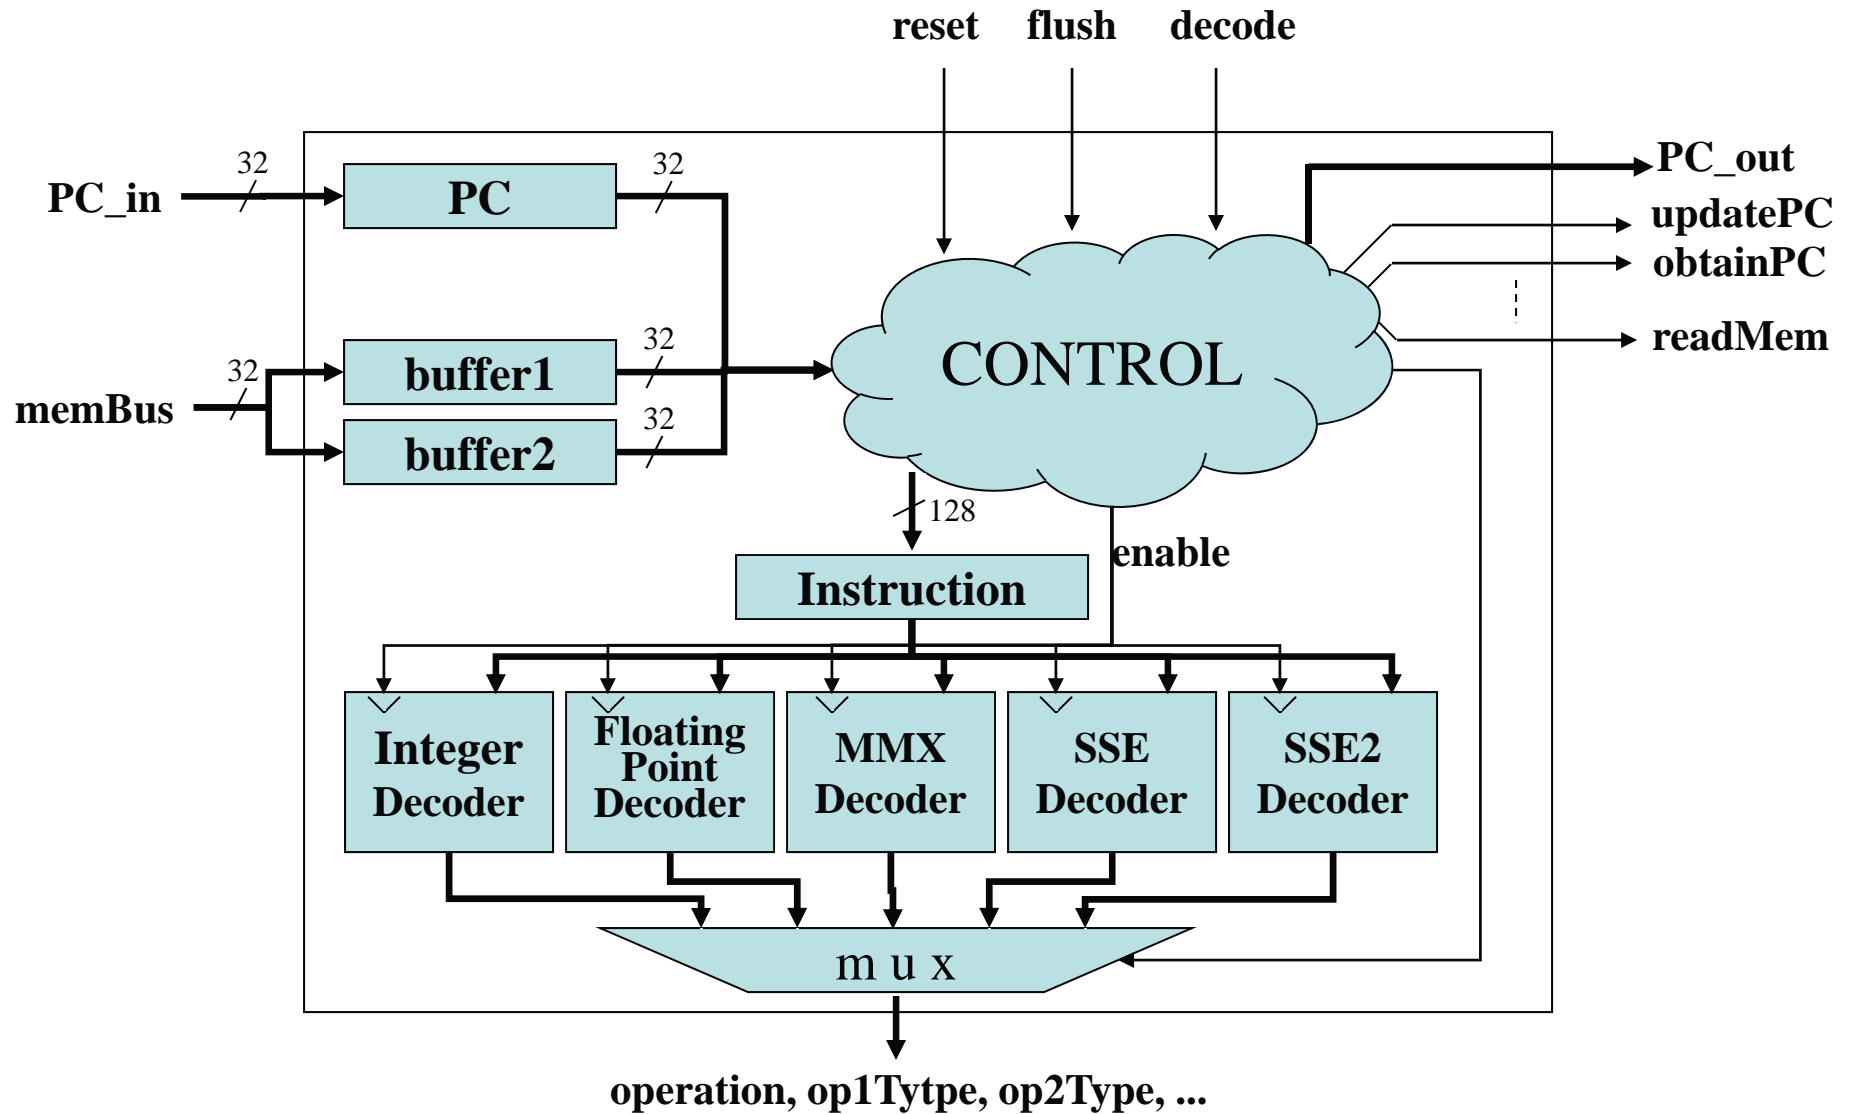 reset flush decode
PC_in
32
PC
32
PC_out
updatePC
obtainPC
readMem
memBus
32
buffer1
32
buffer2
32
CONTROL
128
enable
Instruction
Integer
Decoder
Floating
Point
Decoder
MMX
Decoder
SSE
Decoder
SSE2
Decoder
m u x
operation, op1Tytpe, op2Type, ...